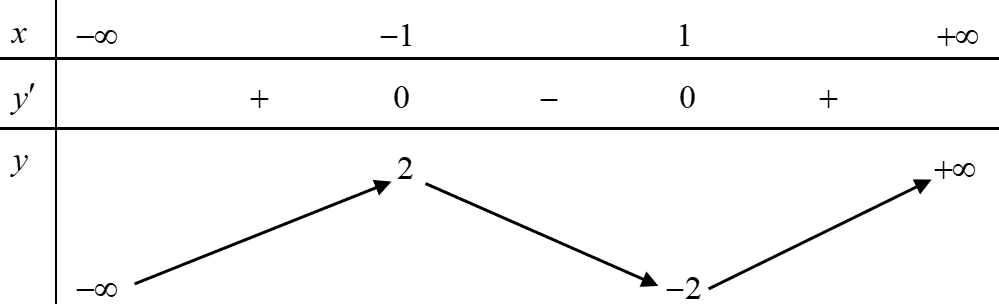 x −∞ −1 1 +∞
y′ + 0 − 0 +
y 2 +∞
−∞ −2